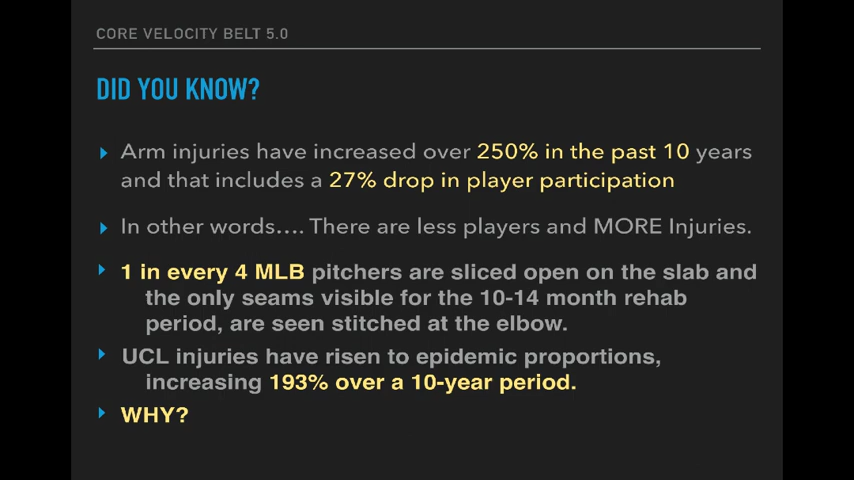 CORE VELOCITY BELT 5.0
DID YOU KNOW?
Arm injuries have increased over 250% in the past 10 years
and that includes a 27% drop in player participation
In other words.... There are less players and MORE Injuries.
1 in every 4 MLB pitchers are sliced open on the slab and
the only seams visible for the 10-14 month rehab
period, are seen stitched at the elbow.
UCL injuries have risen to epidemic proportions,
increasing 193% over a 10-year period.
WHY?